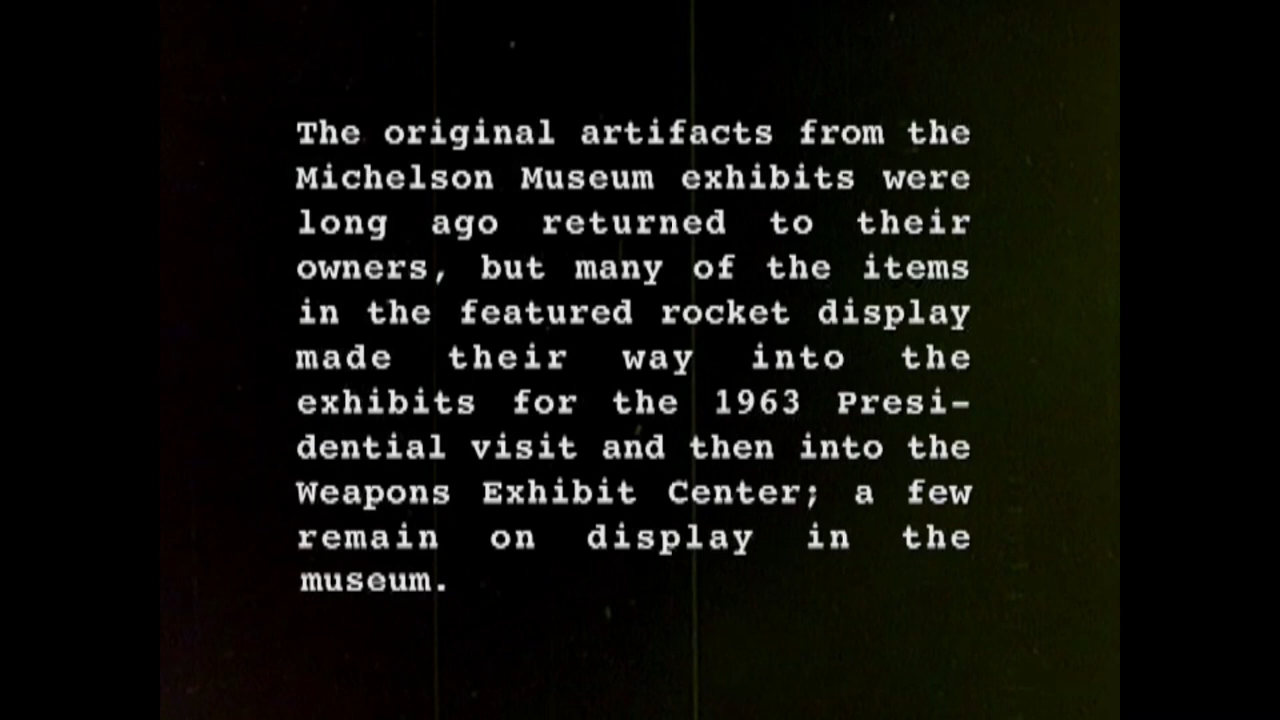 The original artifacts from the
Michelson Museum exhibits were
long ago returned to their
owners, but many of the items
in the featured rocket display
made their way into the
exhibits for the 1963 Presi-
dential visit and then into the
Weapons Exhibit Center; a few
remain on display in the
museum.